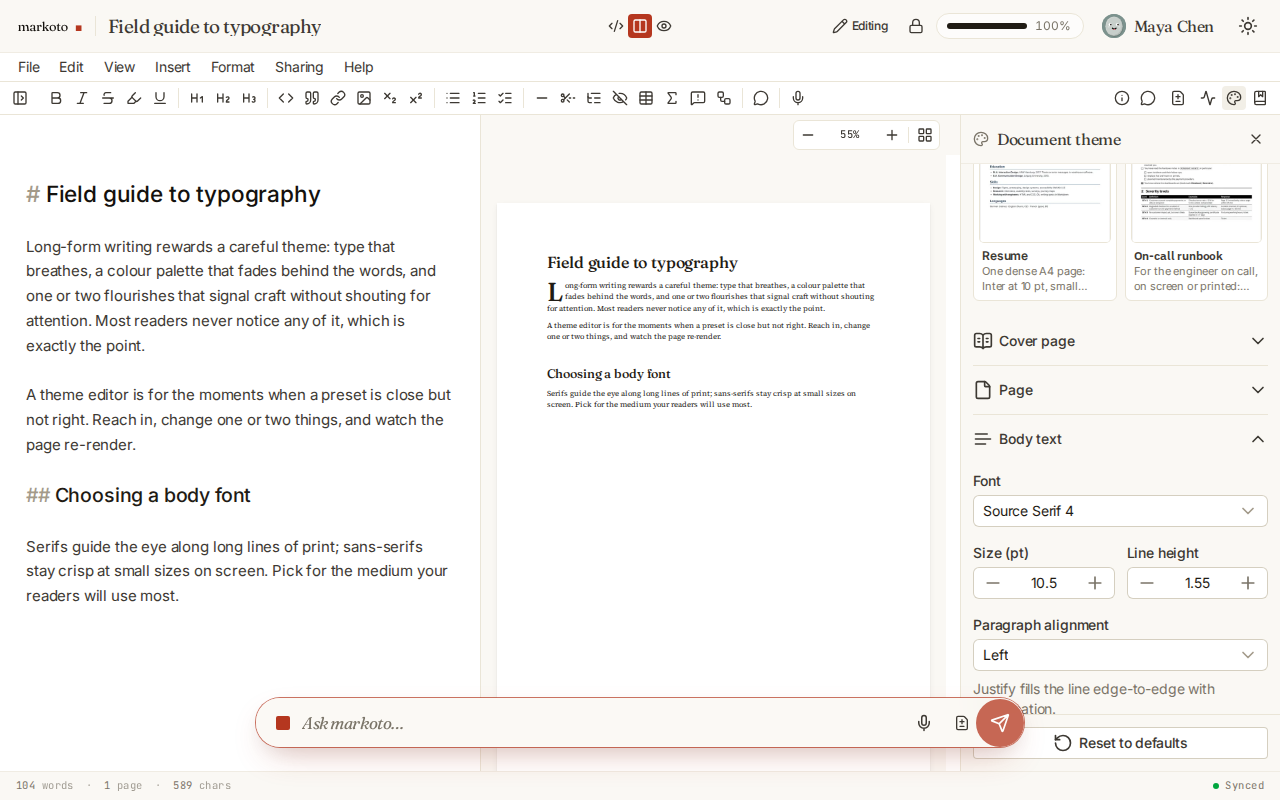 markoto
Field guide to typography
Editing
100%
Maya Chen
File Edit View Insert Format Sharing Help
B I S U H1 H2 H3 X2 X2
55%
Document theme
# Field guide to typography
Long-form writing rewards a careful theme: type that
breathes, a colour palette that fades behind the words, and
one or two flourishes that signal craft without shouting for
attention. Most readers never notice any of it, which is
exactly the point.
A theme editor is for the moments when a preset is close but
not right. Reach in, change one or two things, and watch the
page re-render.
## Choosing a body font
Serifs guide the eye along long lines of print; sans-serifs
stay crisp at small sizes on screen. Pick for the medium your
readers will use most.
Field guide to typography
Long-form writing rewards a careful theme: type that breathes, a colour palette that
fades behind the words, and one or two flourishes that signal craft without shouting
for attention. Most readers never notice any of it, which is exactly the point.
A theme editor is for the moments when a preset is close but not right. Reach in, change
one or two things, and watch the page re-render.
Choosing a body font
Serifs guide the eye along long lines of print; sans-serifs stay crisp at small sizes on
screen. Pick for the medium your readers will use most.
Education
Skills
Languages
Resume
One dense A4 page:
Inter at 10 pt, small...
On-call runbook
For the engineer on call,
on screen or printed:...
Cover page
Page
Body text
Font
Source Serif 4
Size (pt) Line height
10.5 1.55
Paragraph alignment
Left
Justify fills the line edge-to-edge with
Reset to defaults
Ask markoto...
104 words · 1 page · 589 chars
Synced